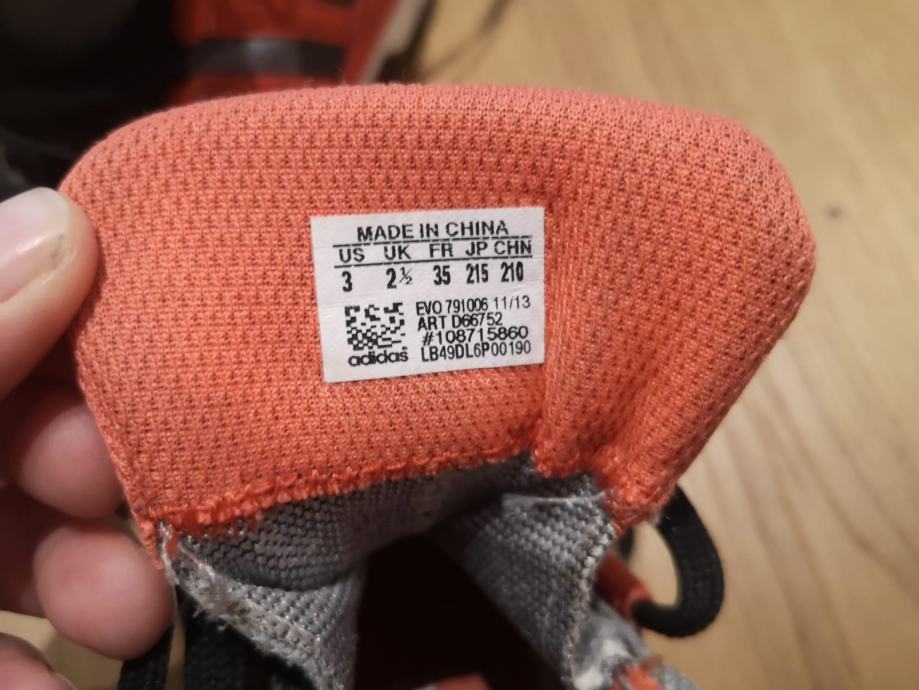 MADE IN CHINA
US UK FR JP CHN
3 2½ 35 215 210
EVO 791006 11/13
ART D66752
#108715860
adidas LB49DL6P00190